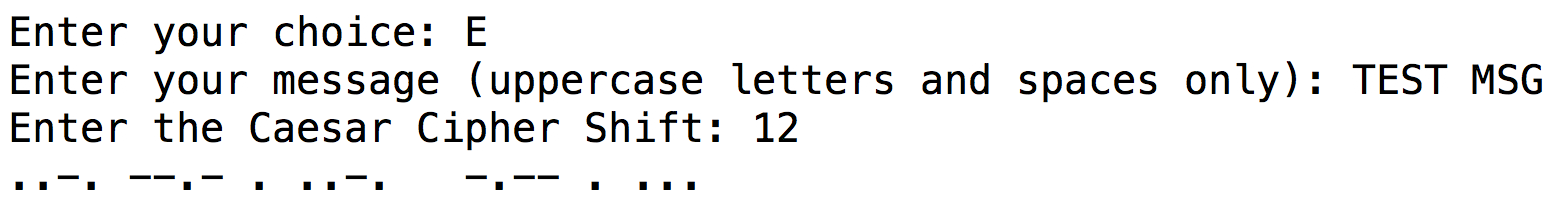 Enter your choice: E
Enter your message (uppercase letters and spaces only): TEST MSG
Enter the Caesar Cipher Shift: 12
..-. --.- . ..-.   -.-- . ...